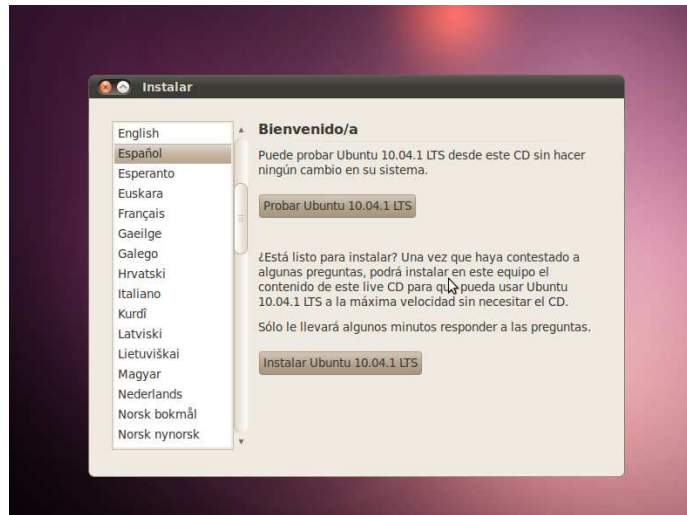 Instalar
English
Español
Esperanto
Euskara
Français
Gaeilge
Galego
Hrvatski
Italiano
Kurdî
Latviski
Lietuviškai
Magyar
Nederlands
Norsk bokmål
Norsk nynorsk
Bienvenido/a
Puede probar Ubuntu 10.04.1 LTS desde este CD sin hacer
ningún cambio en su sistema.
Probar Ubuntu 10.04.1 LTS
¿Está listo para instalar? Una vez que haya contestado a
algunas preguntas, podrá instalar en este equipo el
contenido de este live CD para que pueda usar Ubuntu
10.04.1 LTS a la máxima velocidad sin necesitar el CD.
Sólo le llevará algunos minutos responder a las preguntas.
Instalar Ubuntu 10.04.1 LTS